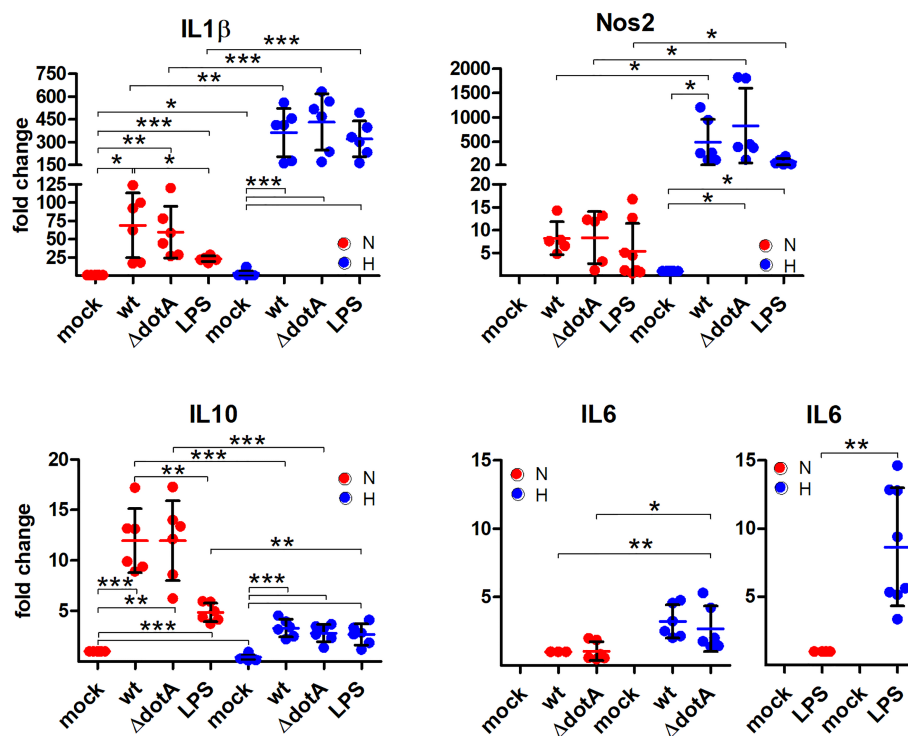 IL1β
***
***
**
*
***
**
*
*
***
fold change
750
600
450
300
150
125
100
75
50
25
N
H
mock
wt
ΔdotA
LPS
mock
wt
ΔdotA
LPS
Nos2
*
*
*
*
*
*
2000
1500
1000
500
20
20
15
10
5
N
H
mock
wt
ΔdotA
LPS
mock
wt
ΔdotA
LPS
IL10
***
***
**
**
***
***
**
***
fold change
20
15
10
5
N
H
mock
wt
ΔdotA
LPS
mock
wt
ΔdotA
LPS
IL6
15
10
5
N
H
*
**
mock
wt
ΔdotA
mock
wt
ΔdotA
IL6
**
15
10
5
N
H
mock
LPS
mock
LPS